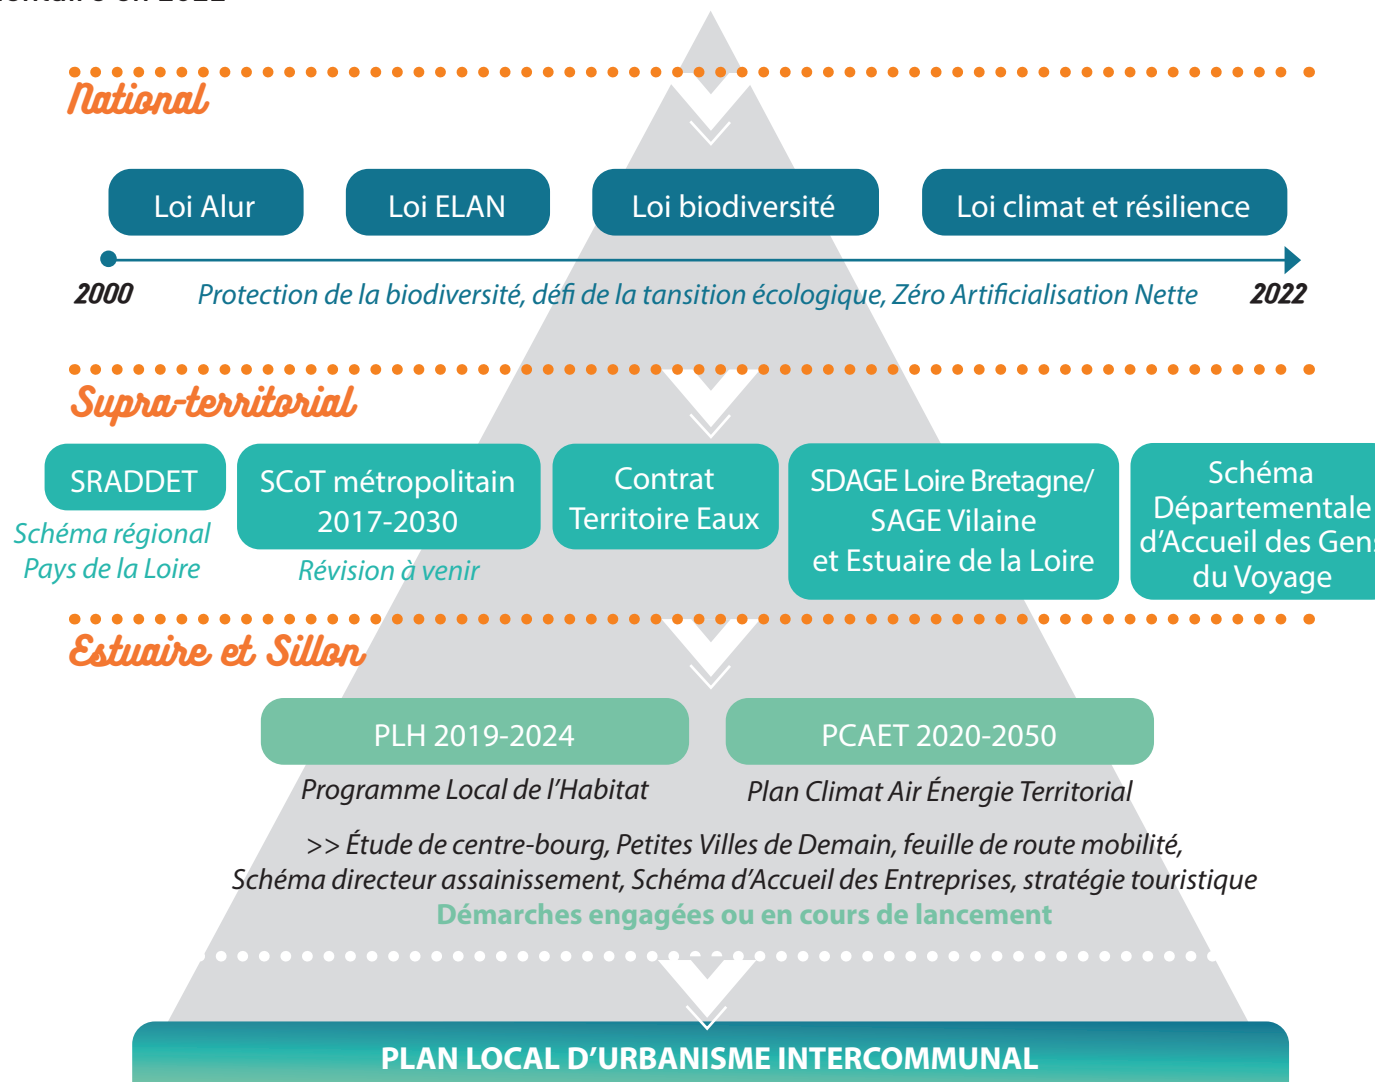 National
Loi Alur
Loi ELAN
Loi biodiversité
Loi climat et résilience
2000
Protection de la biodiversité, défi de la tansition écologique, Zéro Artificialisation Nette
2022
Supra-territorial
SRADDET
Schéma régional
Pays de la Loire
SCoT métropolitain
2017-2030
Révision à venir
Contrat
Territoire Eaux
SDAGE Loire Bretagne/
SAGE Vilaine
et Estuaire de la Loire
Schéma
Départementale
d'Accueil des Gens
du Voyage
Estuaire et Sillon
PLH 2019-2024
Programme Local de l'Habitat
PCAET 2020-2050
Plan Climat Air Énergie Territorial
>> Étude de centre-bourg, Petites Villes de Demain, feuille de route mobilité,
Schéma directeur assainissement, Schéma d'Accueil des Entreprises, stratégie touristique
Démarches engagées ou en cours de lancement
PLAN LOCAL D'URBANISME INTERCOMMUNAL